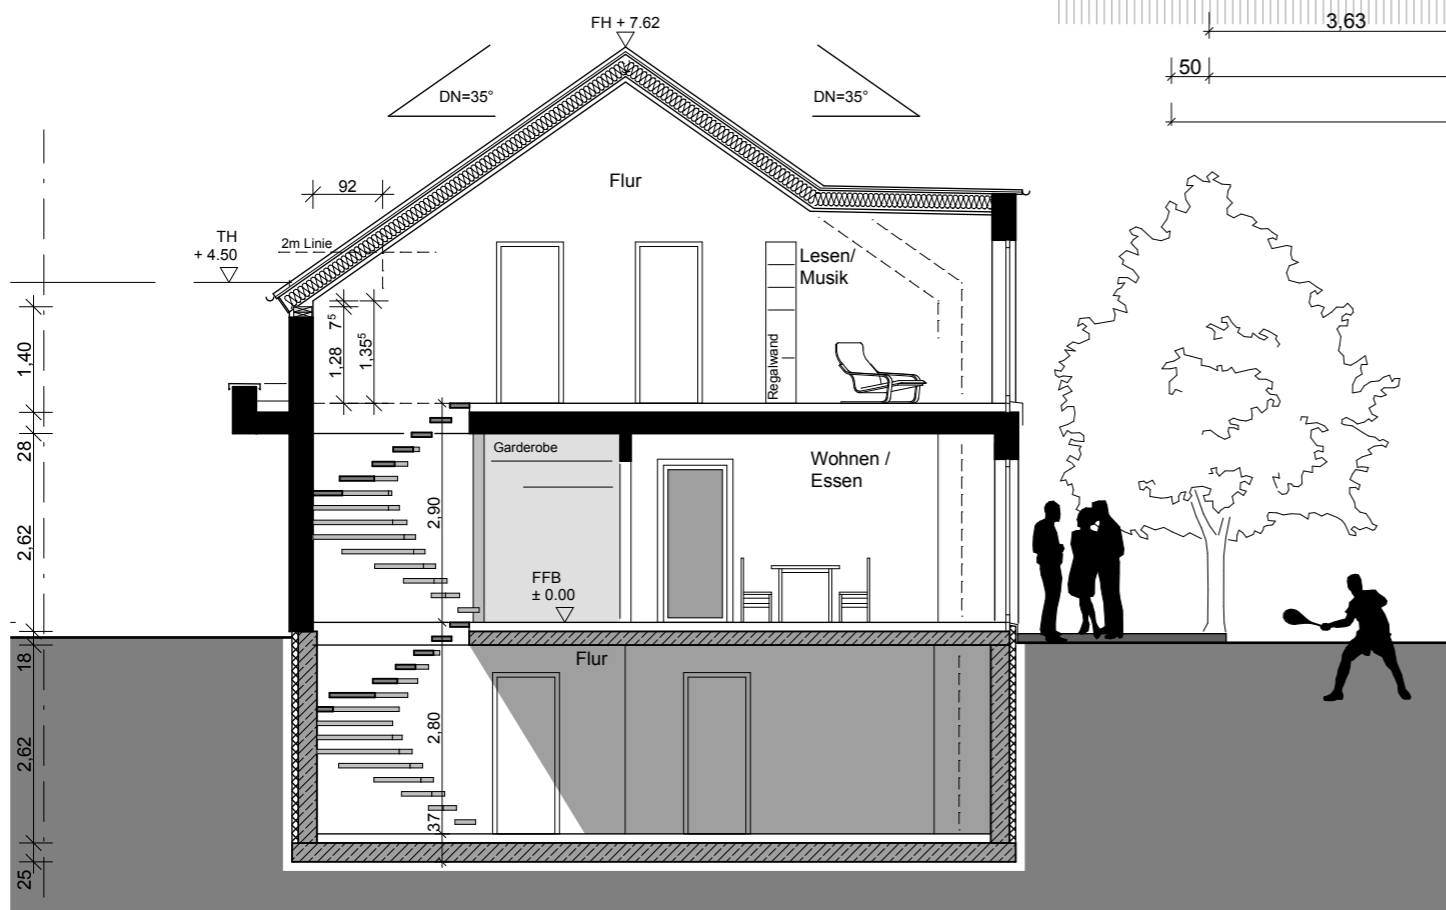 FH + 7.62
3,63
50
DN=35°
DN=35°
Flur
92
TH
+ 4.50
2m Linie
Lesen/
Musik
7⁵
1,28
1,35⁵
Regalwand
1,40
28
Garderobe
Wohnen /
Essen
2,90
2,62
FFB
± 0.00
18
Flur
2,80
2,62
37
25